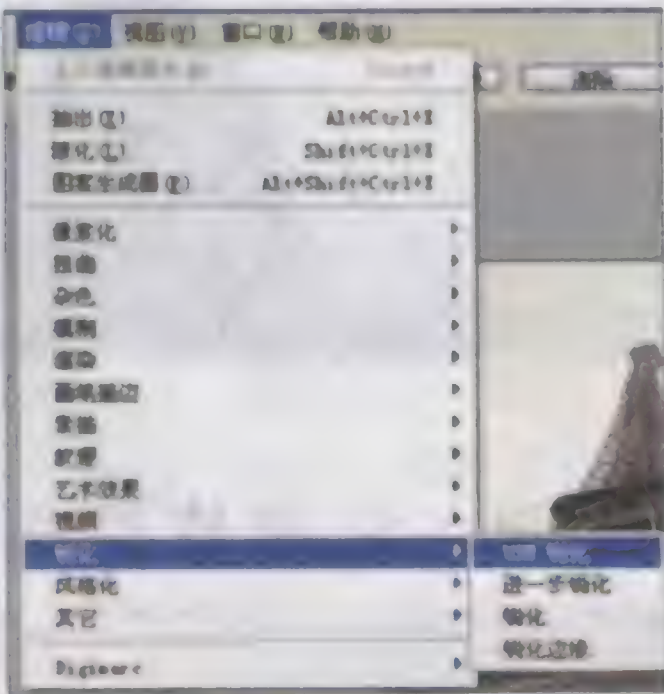 滤镜(T) 视图(V) 窗口(W) 帮助(H)
抽出(X) Alt+Ctrl+X
液化(L) Shift+Ctrl+X
图案生成器(P) Alt+Shift+Ctrl+X
像素化
扭曲
杂色
模糊
渲染
画笔描边
素描
纹理
艺术效果
视频
锐化
进一步锐化
风格化
锐化
其它
锐化边缘
Digimarc